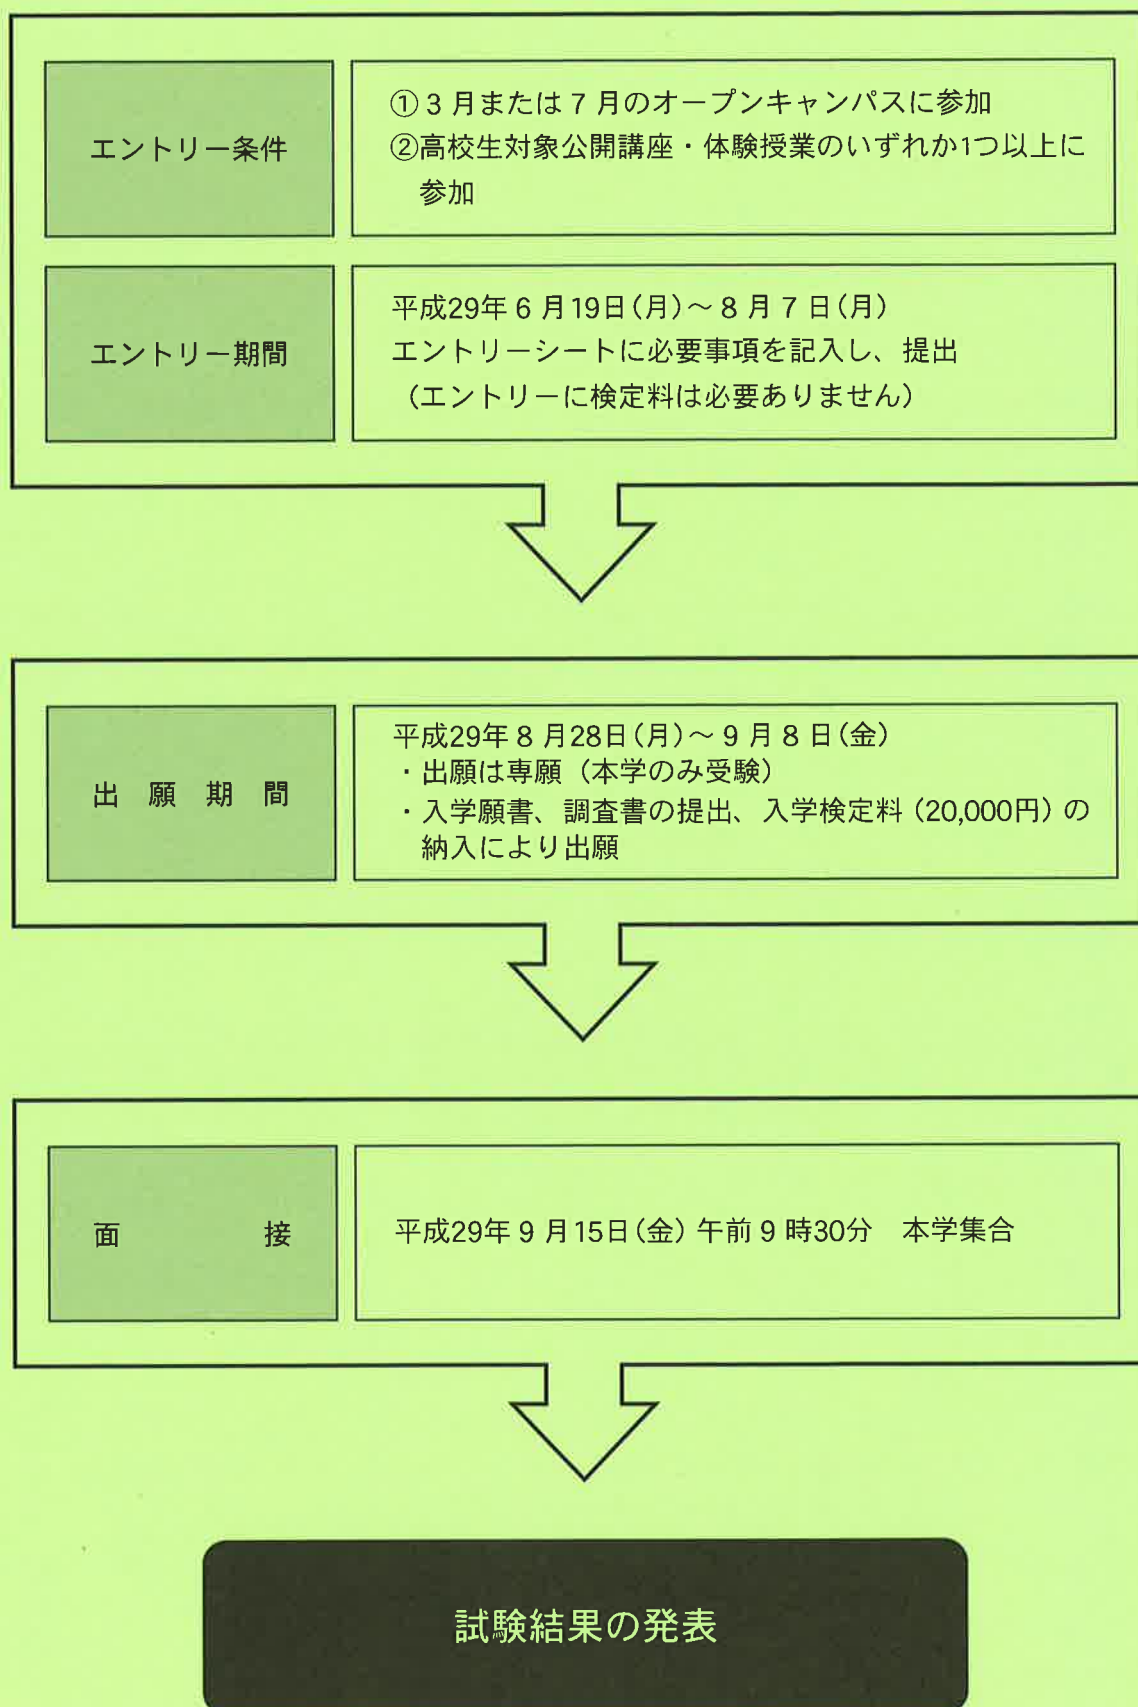 エントリー条件
①3月または7月のオープンキャンパスに参加
②高校生対象公開講座・体験授業のいずれか1つ以上に
参加
エントリー期間
平成29年6月19日(月)～8月7日(月)
エントリーシートに必要事項を記入し、提出
(エントリーに検定料は必要ありません)
出願期間
平成29年8月28日(月)～9月8日(金)
・出願は専願(本学のみ受験)
・入学願書、調査書の提出、入学検定料(20,000円)の
納入により出願
面接
平成29年9月15日(金)午前9時30分 本学集合
試験結果の発表